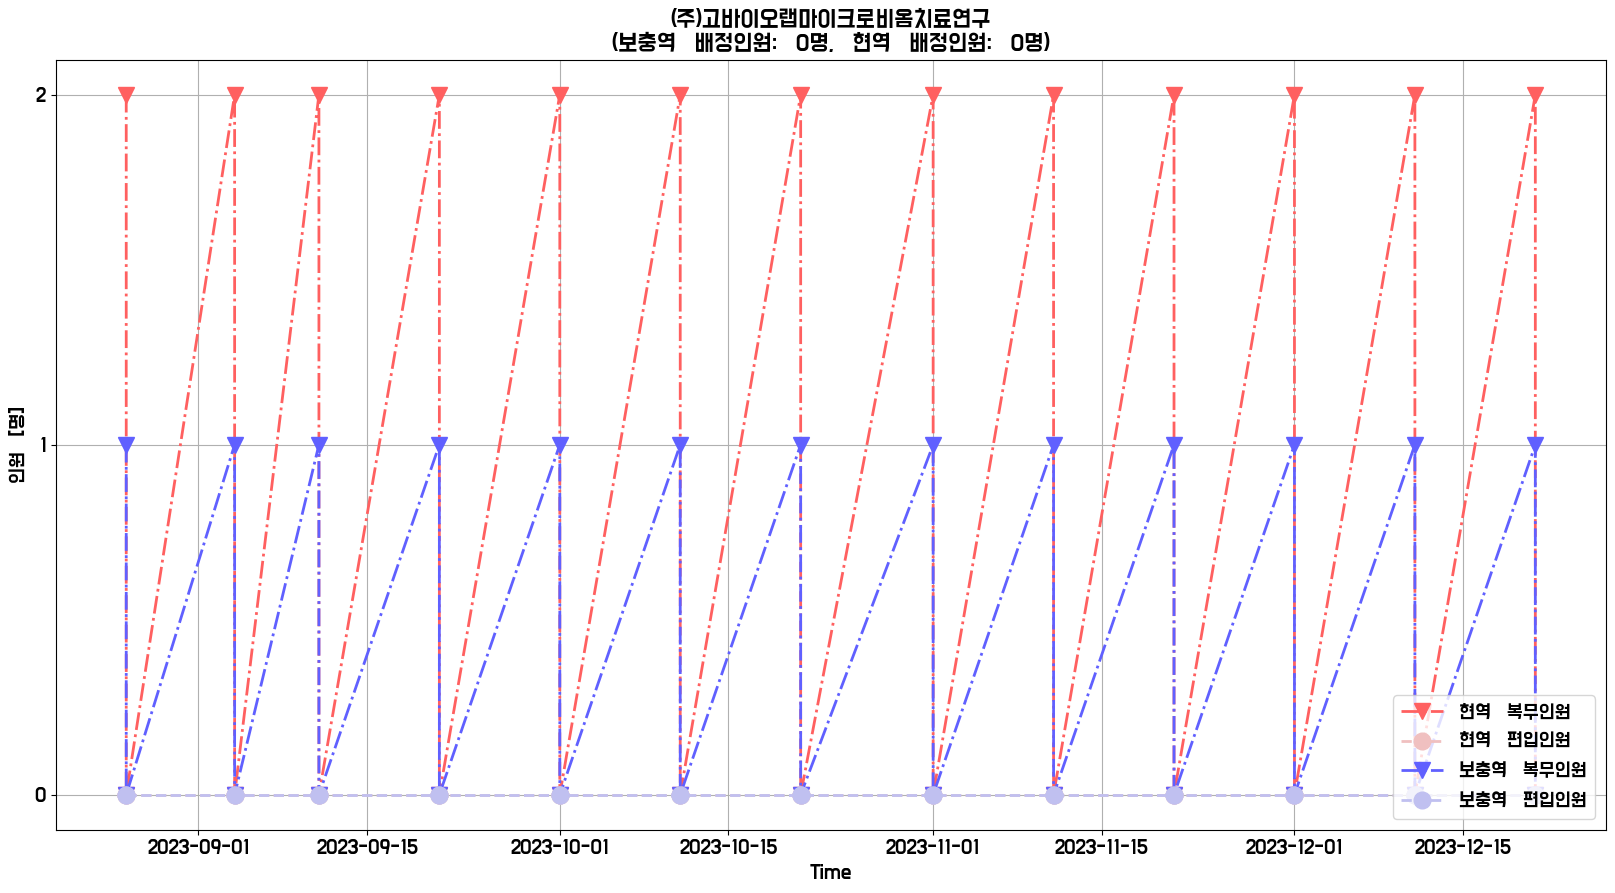 (주)고바이오랩마이크로비옴치료연구
(보충역 배정인원: 0명, 현역 배정인원: 0명)
2
1
0
인원 [명]
현역 복무인원
현역 편입인원
보충역 복무인원
보충역 편입인원
2023-09-01 2023-09-15 2023-10-01 2023-10-15 2023-11-01 2023-11-15 2023-12-01 2023-12-15
Time